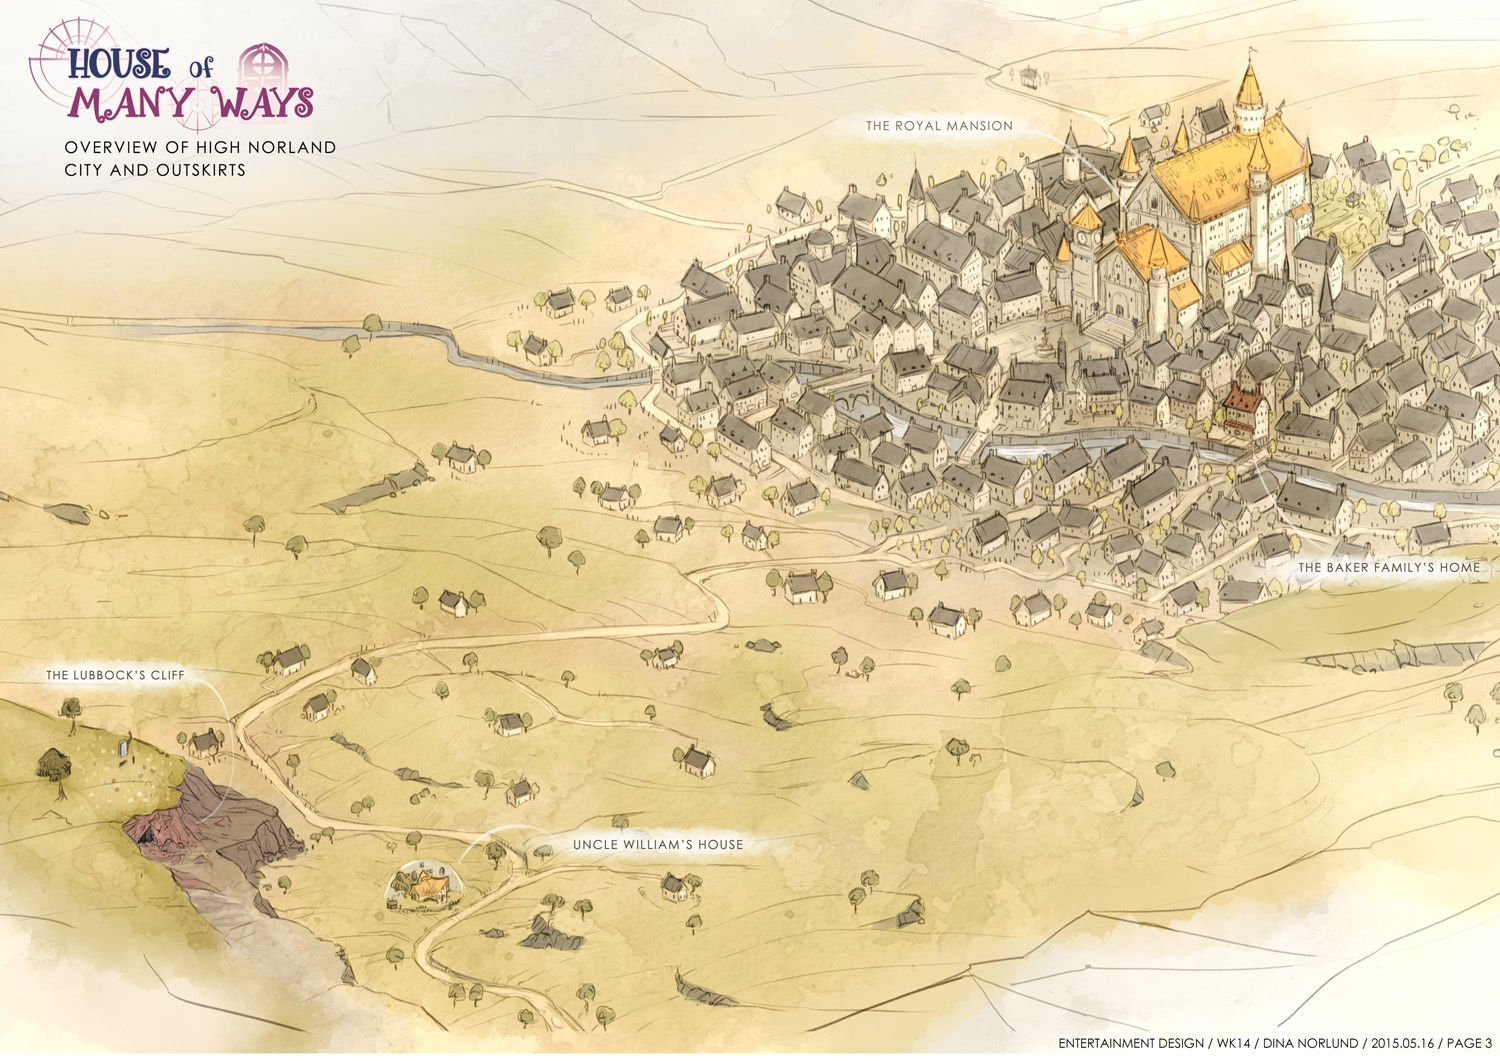 HOUSE OF
MANY WAYS
OVERVIEW OF HIGH NORLAND
CITY AND OUTSKIRTS
THE ROYAL MANSION
THE BAKER FAMILY'S HOME
THE LUBBOCK'S CLIFF
UNCLE WILLIAM'S HOUSE
ENTERTAINMENT DESIGN / WK14 / DINA NORLUND / 2015.05.16 / PAGE 3